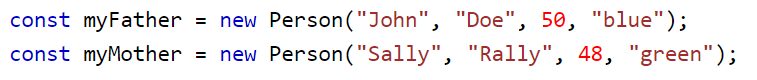 const myFather = new Person("John", "Doe", 50, "blue");
const myMother = new Person("Sally", "Rally", 48, "green");